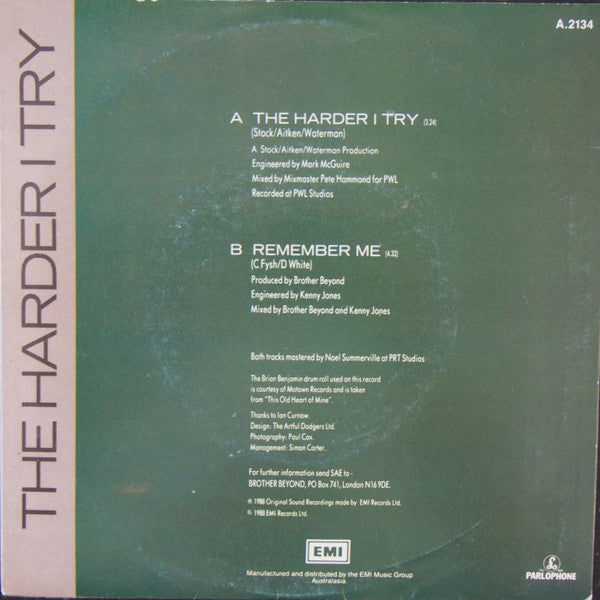 THE HARDER I TRY
A.2134
A THE HARDER I TRY (3.24)
(Stock/Aitken/Waterman)
A Stock/Aitken/Waterman Production
Engineered by Mark McGuire
Mixed by Mixmaster Pete Hammond for PWL
Recorded at PWL Studios
B REMEMBER ME (4.32)
(C Fysh/D White)
Produced by Brother Beyond
Engineered by Kenny Jones
Mixed by Brother Beyond and Kenny Jones
Both tracks mastered by Noel Summerville at PRT Studios
The Brian Benjamin drum roll used on this record
is courtesy of Motown Records and is taken
from "This Old Heart of Mine".
Thanks to Ian Curnow.
Design: The Artful Dodgers Ltd.
Photography: Paul Cox.
Management: Simon Carter.
For further information send SAE to -
BROTHER BEYOND, PO Box 741, London N16 9DE.
℗ 1988 Original Sound Recordings made by EMI Records Ltd.
© 1988 EMI Records Ltd.
EMI
Manufactured and distributed by the EMI Music Group
Australasia.
PARLOPHONE